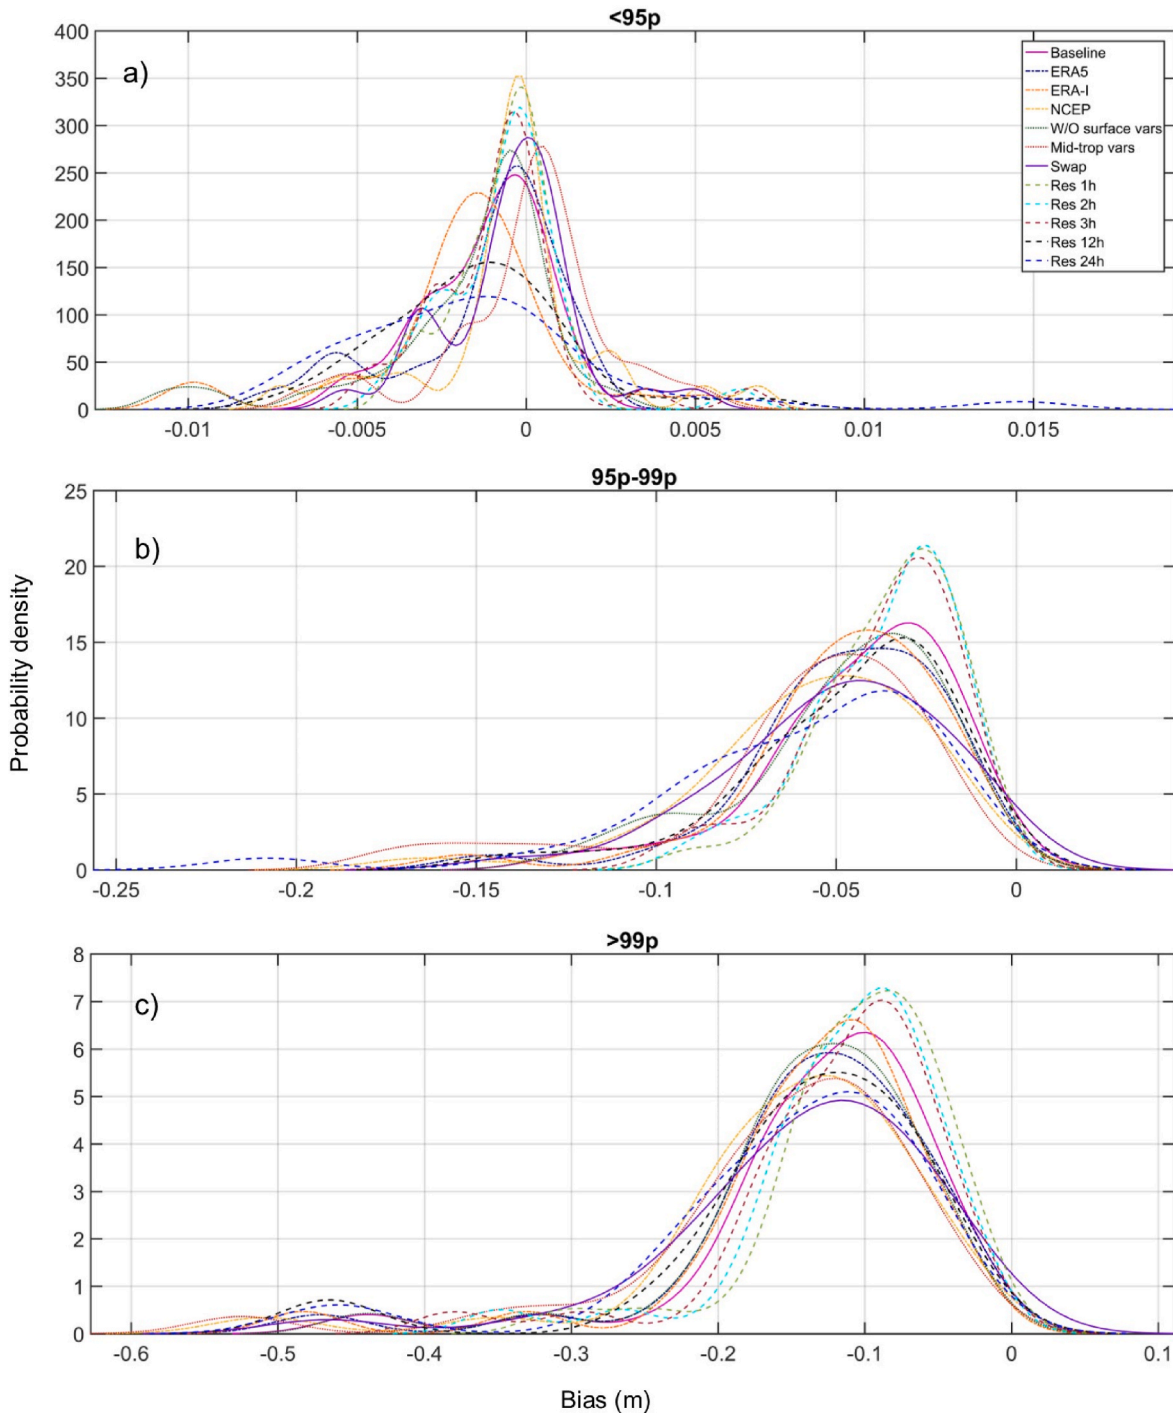 <95p
400
350
300
250
200
150
100
50
0
a)
Baseline
ERA5
ERA-I
NCEP
W/O surface vars
Mid-trop vars
Swap
Res 1h
Res 2h
Res 3h
Res 12h
Res 24h
-0.01 -0.005 0 0.005 0.01 0.015
95p-99p
25
20
15
10
5
0
b)
Probability density
-0.25 -0.2 -0.15 -0.1 -0.05 0
>99p
8
7
6
5
4
3
2
1
0
c)
-0.6 -0.5 -0.4 -0.3 -0.2 -0.1 0 0.1
Bias (m)